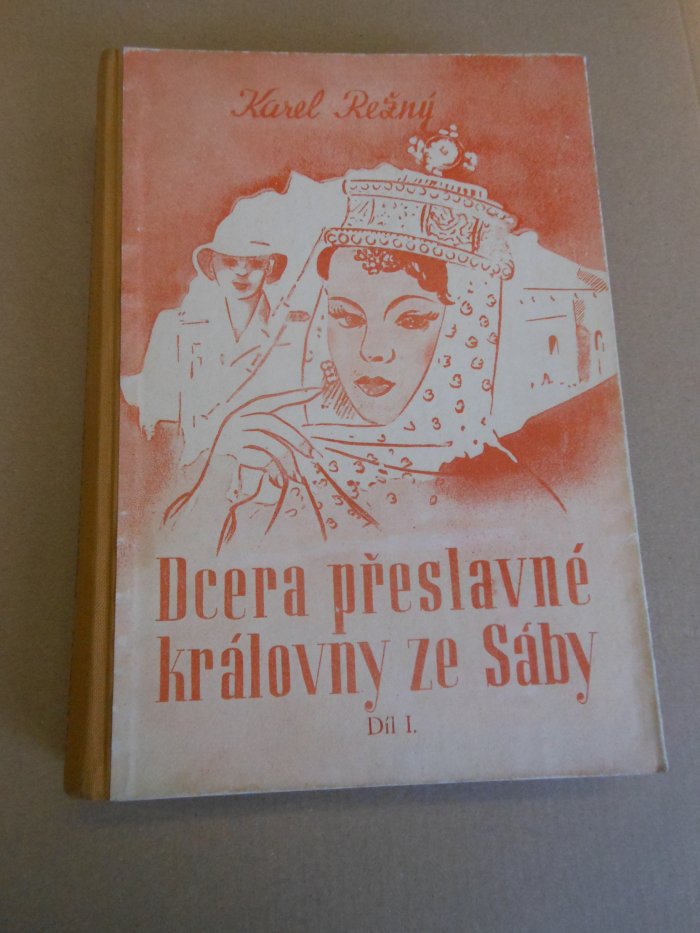 Karel Režný
Dcera přeslavné
královny ze Sáby
Díl I.